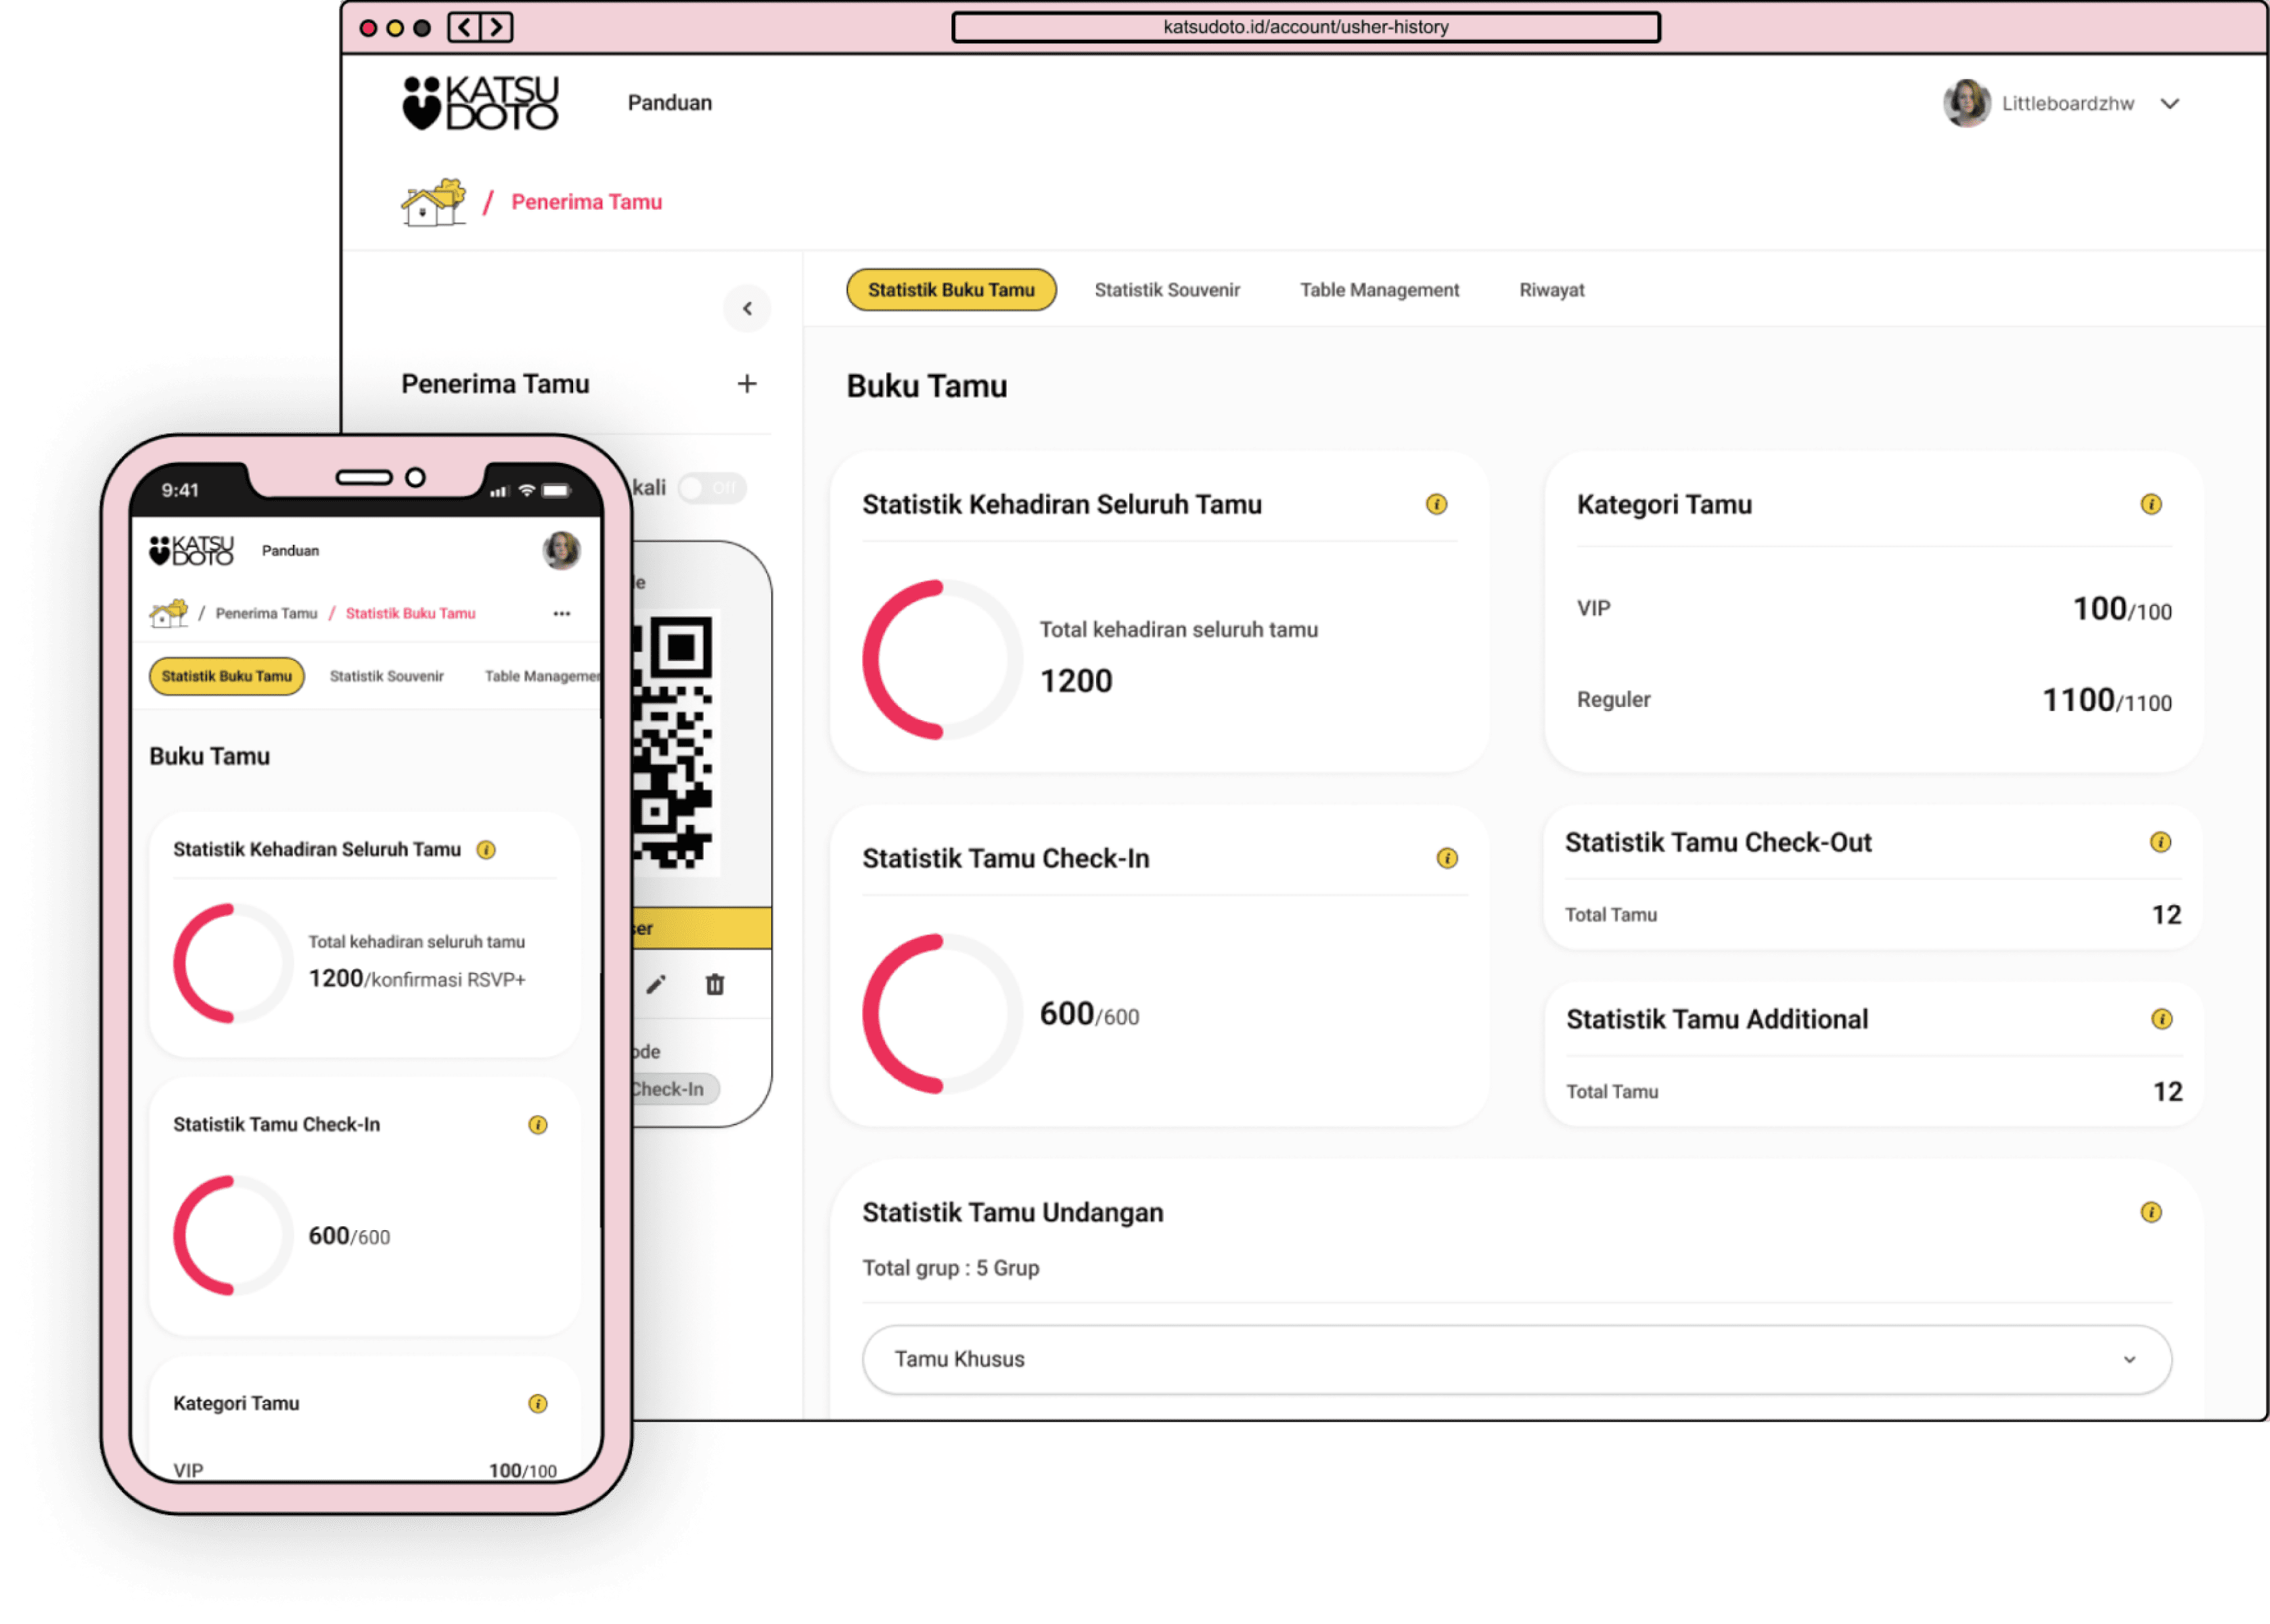 katsudoto.id/account/usher-history
KATSU
DOTO
Panduan
Littleboardzhw
/ Penerima Tamu
Statistik Buku Tamu
Statistik Souvenir
Table Management
Riwayat
Penerima Tamu
+
kali
Off
Check-In
Buku Tamu
Statistik Kehadiran Seluruh Tamu
Total kehadiran seluruh tamu
1200
Kategori Tamu
VIP
100/100
Reguler
1100/1100
Statistik Tamu Check-In
600/600
Statistik Tamu Check-Out
Total Tamu
12
Statistik Tamu Additional
Total Tamu
12
Statistik Tamu Undangan
Total grup : 5 Grup
Tamu Khusus
9:41
KATSU
DOTO
Panduan
/ Penerima Tamu / Statistik Buku Tamu
Statistik Buku Tamu
Statistik Souvenir
Table Managemen
Buku Tamu
Statistik Kehadiran Seluruh Tamu
Total kehadiran seluruh tamu
1200/konfirmasi RSVP+
Statistik Tamu Check-In
600/600
Kategori Tamu
VIP
100/100